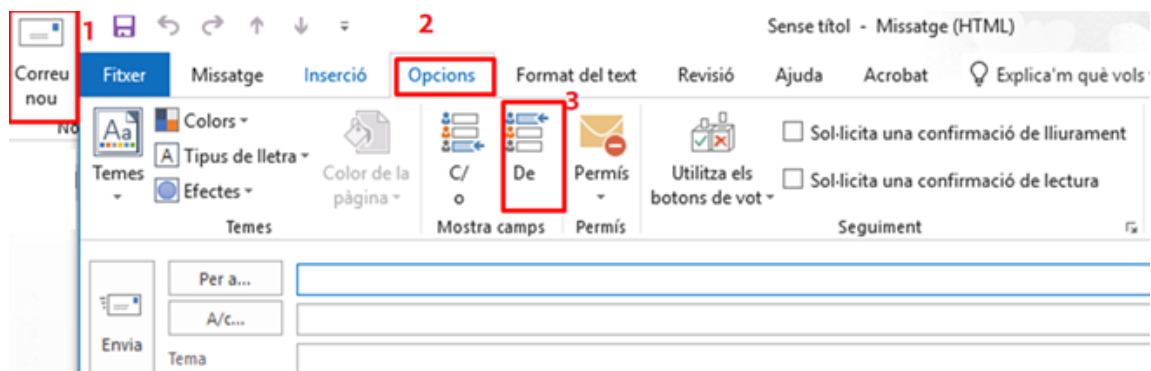 1
2
Sense títol - Missatge (HTML)
Correu
nou
Fitxer Missatge Inserció Opcions Format del text Revisió Ajuda Acrobat Explica'm què vols
3
No
Aa
Temes
Colors
A Tipus de lletra
Efectes
Color de la
pàgina
C/
o
De
Permís
Utilitza els
botons de vot
Sol·licita una confirmació de lliurament
Sol·licita una confirmació de lectura
Temes Mostra camps Permís Seguiment
Per a...
A/c...
Envia
Tema